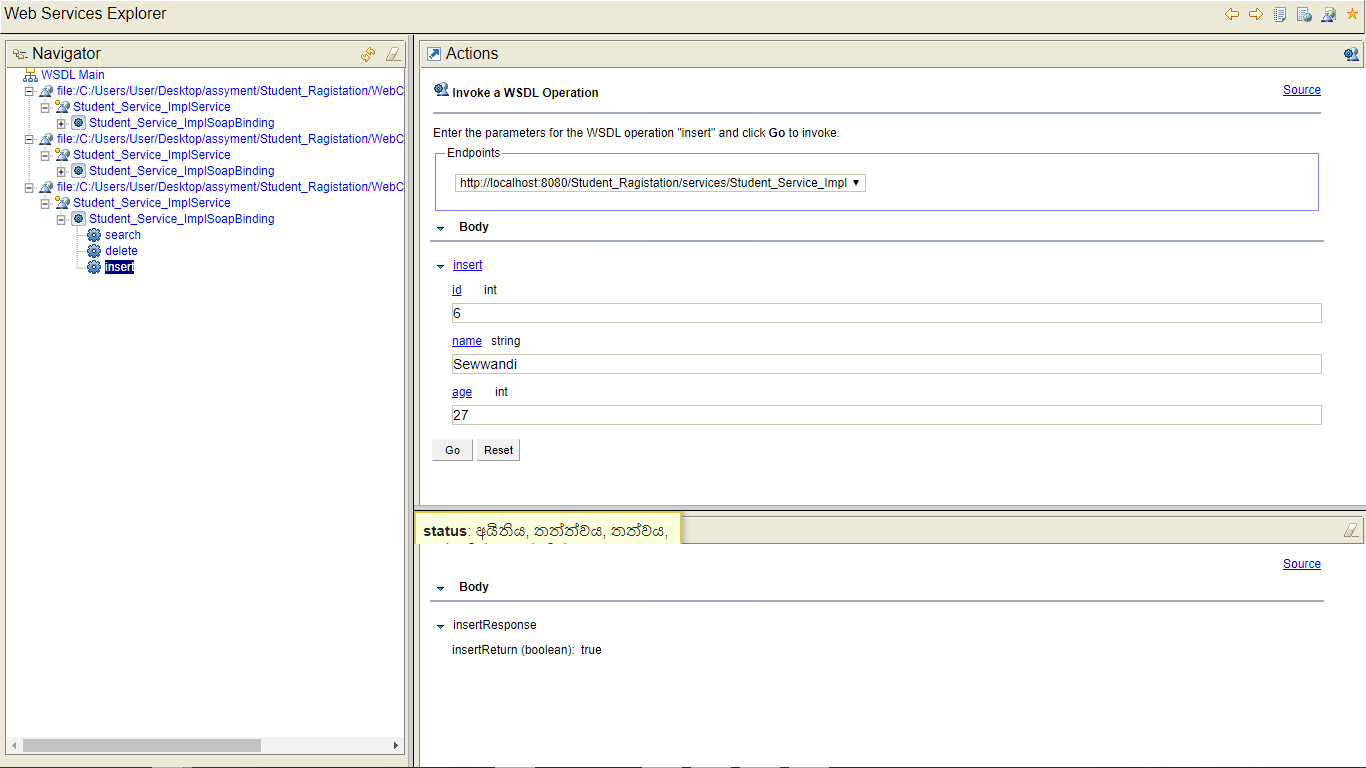 Web Services Explorer
Navigator
WSDL Main
file:/C:/Users/User/Desktop/assyment/Student_Ragistation/WebC
Student_Service_ImplService
Student_Service_ImplSoapBinding
file:/C:/Users/User/Desktop/assyment/Student_Ragistation/WebC
Student_Service_ImplService
Student_Service_ImplSoapBinding
file:/C:/Users/User/Desktop/assyment/Student_Ragistation/WebC
Student_Service_ImplService
Student_Service_ImplSoapBinding
search
delete
insert
Actions
Invoke a WSDL Operation
Source
Enter the parameters for the WSDL operation "insert" and click Go to invoke.
Endpoints
http://localhost:8080/Student_Ragistation/services/Student_Service_Impl
Body
insert
id int
6
name string
Sewwandi
age int
27
Go Reset
status: අයිතිය, තත්ත්වය, තත්වය,
Source
Body
insertResponse
insertReturn (boolean): true